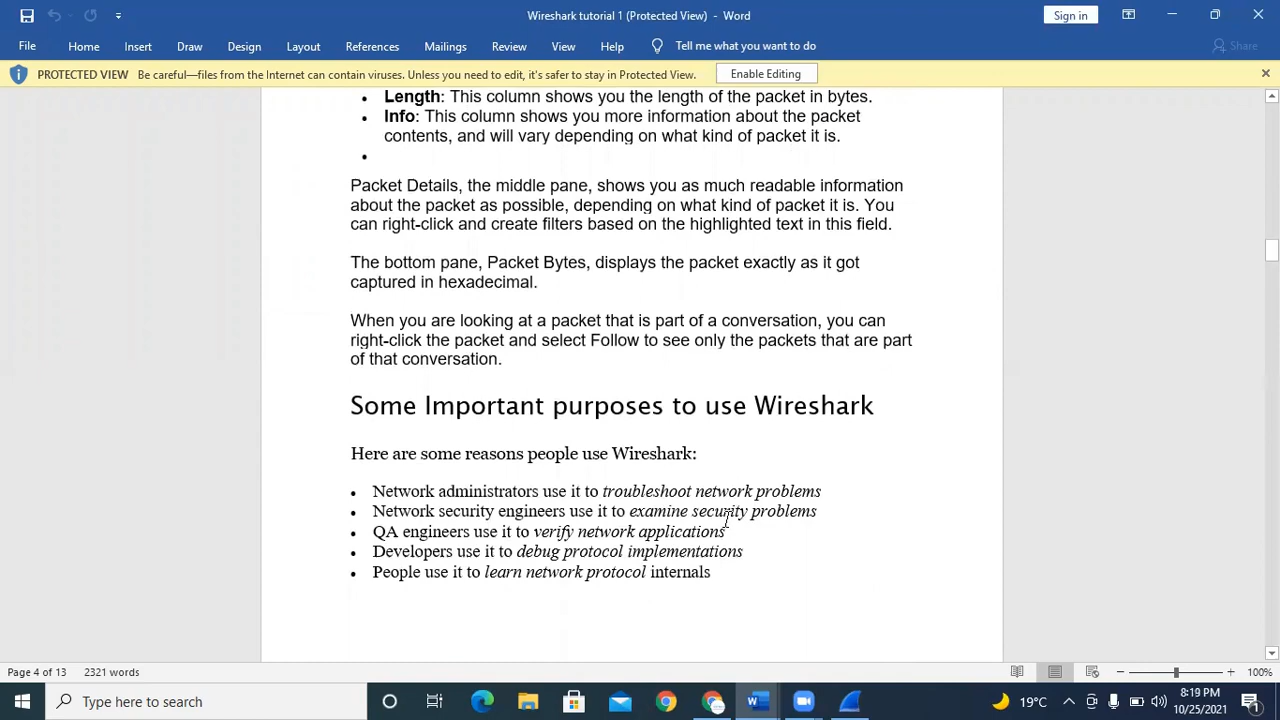 Wireshark tutorial 1 (Protected View) - Word
Sign in
File Home Insert Draw Design Layout References Mailings Review View Help Tell me what you want to do Share
PROTECTED VIEW Be careful—files from the Internet can contain viruses. Unless you need to edit, it's safer to stay in Protected View. Enable Editing
• Length: This column shows you the length of the packet in bytes.
• Info: This column shows you more information about the packet
contents, and will vary depending on what kind of packet it is.
•
Packet Details, the middle pane, shows you as much readable information
about the packet as possible, depending on what kind of packet it is. You
can right-click and create filters based on the highlighted text in this field.
The bottom pane, Packet Bytes, displays the packet exactly as it got
captured in hexadecimal.
When you are looking at a packet that is part of a conversation, you can
right-click the packet and select Follow to see only the packets that are part
of that conversation.
Some Important purposes to use Wireshark
Here are some reasons people use Wireshark:
• Network administrators use it to troubleshoot network problems
• Network security engineers use it to examine security problems
• QA engineers use it to verify network applications
• Developers use it to debug protocol implementations
• People use it to learn network protocol internals
Page 4 of 13 2321 words 100%
Type here to search 19°C 8:19 PM
10/25/2021